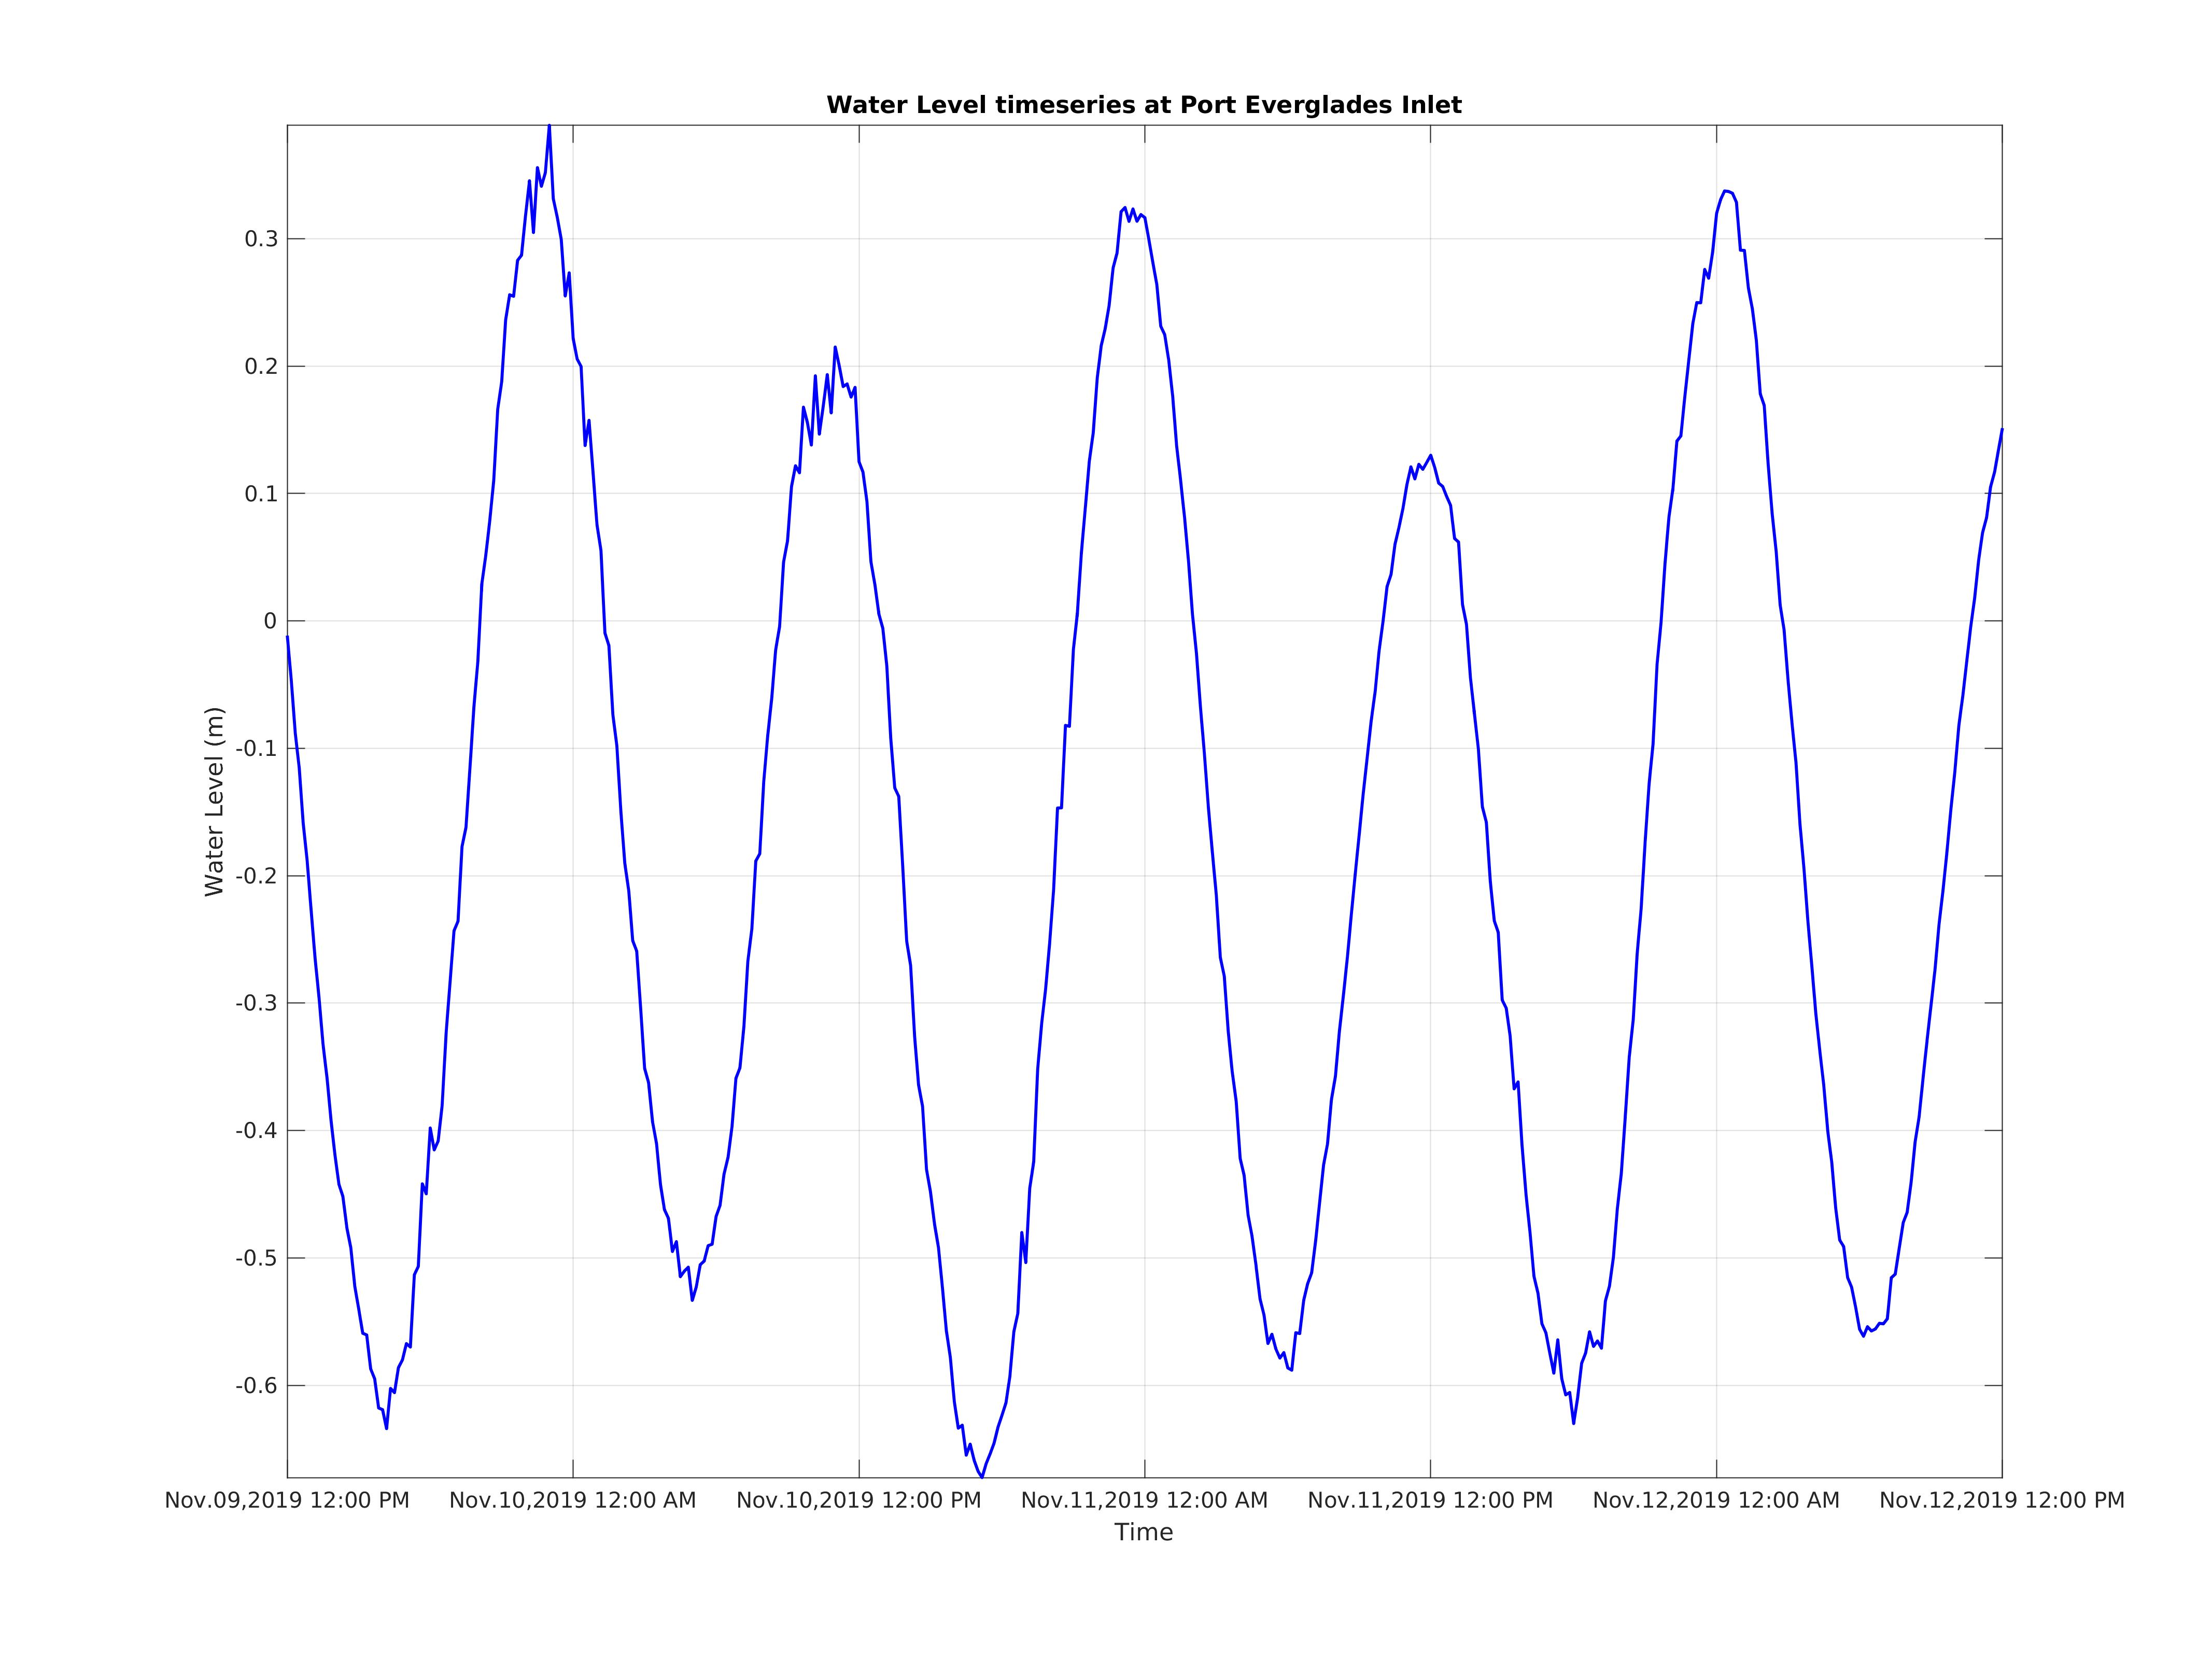 Water Level timeseries at Port Everglades Inlet
0.3
0.2
0.1
0
-0.1
-0.2
-0.3
-0.4
-0.5
-0.6
Water Level (m)
Nov.09,2019 12:00 PM
Nov.10,2019 12:00 AM
Nov.10,2019 12:00 PM
Nov.11,2019 12:00 AM
Nov.11,2019 12:00 PM
Nov.12,2019 12:00 AM
Nov.12,2019 12:00 PM
Time